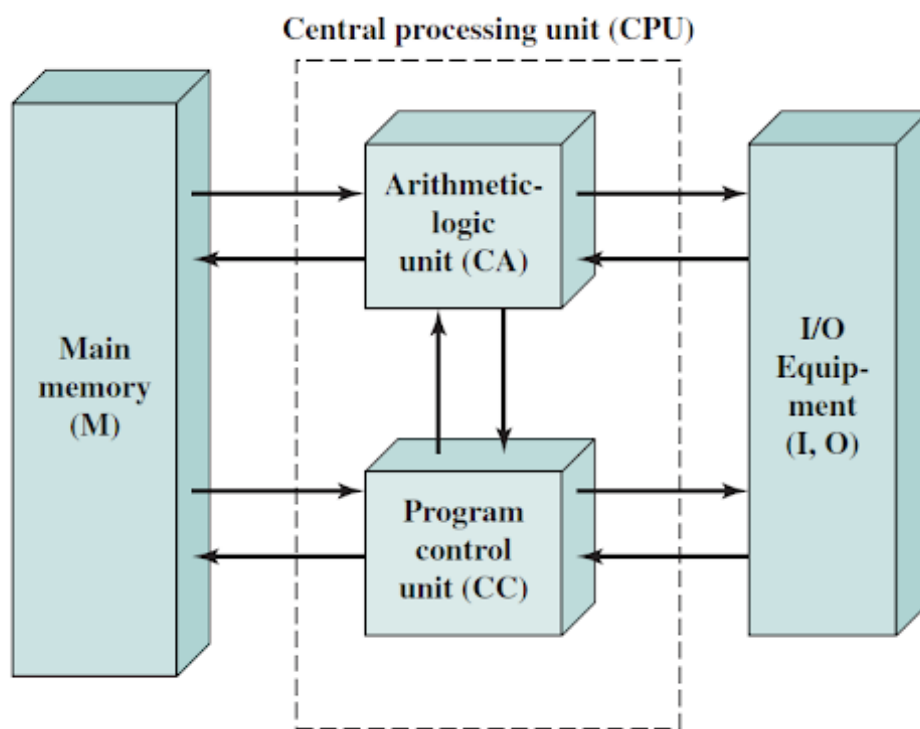 Central processing unit (CPU)
Main
memory
(M)
Arithmetic-
logic
unit (CA)
Program
control
unit (CC)
I/O
Equip-
ment
(I, O)